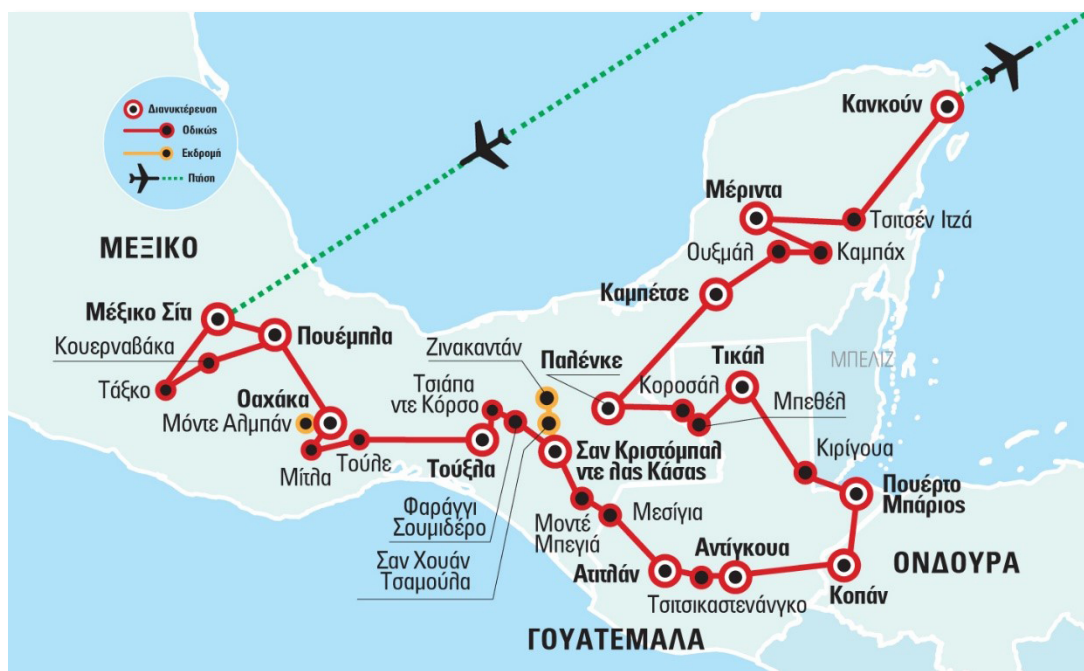 Διανυκτέρευση
Οδικώς
Εκδρομή
Πτήση
Κανκούν
Μέριντα
Τσιτσέν Ιτζά
Ουξμάλ
Καμπάχ
Καμπέτσε
ΜΕΞΙΚΟ
Μέξικο Σίτι
Κουερναβάκα
Πουέμπλα
Τάξκο
Ζινακαντάν
Παλένκε
Τικάλ
ΜΠΕΛΙΖ
Κοροσάλ
Μπεθέλ
Οαχάκα
Μόντε Αλμπάν
Τσιάπα
ντε Κόρσο
Μίτλα
Τούλε
Τούξλα
Σαν Κριστόμπαλ
ντε λας Κάσας
Κιρίγουα
Πουέρτο
Μπάριος
Φαράγγι
Σουμιδέρο
Μοντέ
Μπεγιά
Μεσίγια
Σαν Χουάν
Τσαμούλα
Ατιτλάν
Αντίγκουα
Τσιτσικαστενάνγκο
Κοπάν
ΟΝΔΟΥΡΑ
ΓΟΥΑΤΕΜΑΛΑ